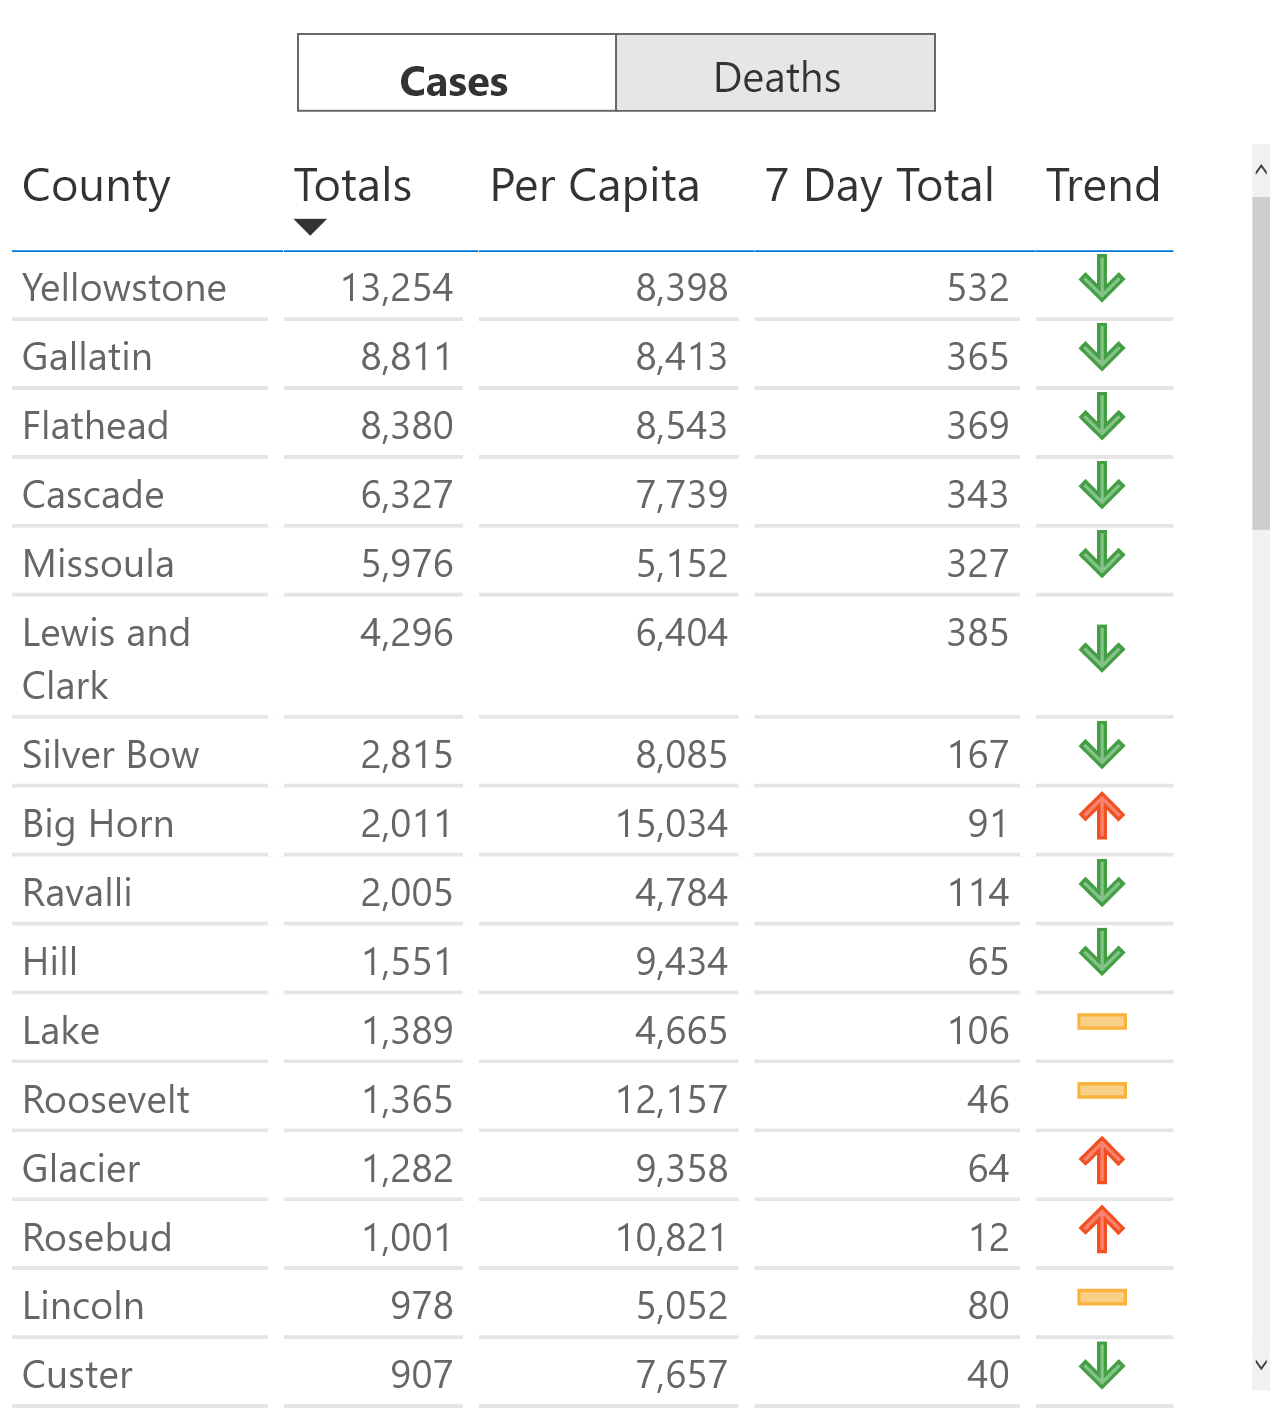 Cases Deaths
County Totals Per Capita 7 Day Total Trend
Yellowstone 13,254 8,398 532
Gallatin 8,811 8,413 365
Flathead 8,380 8,543 369
Cascade 6,327 7,739 343
Missoula 5,976 5,152 327
Lewis and 4,296 6,404 385
Clark
Silver Bow 2,815 8,085 167
Big Horn 2,011 15,034 91
Ravalli 2,005 4,784 114
Hill 1,551 9,434 65
Lake 1,389 4,665 106
Roosevelt 1,365 12,157 46
Glacier 1,282 9,358 64
Rosebud 1,001 10,821 12
Lincoln 978 5,052 80
Custer 907 7,657 40